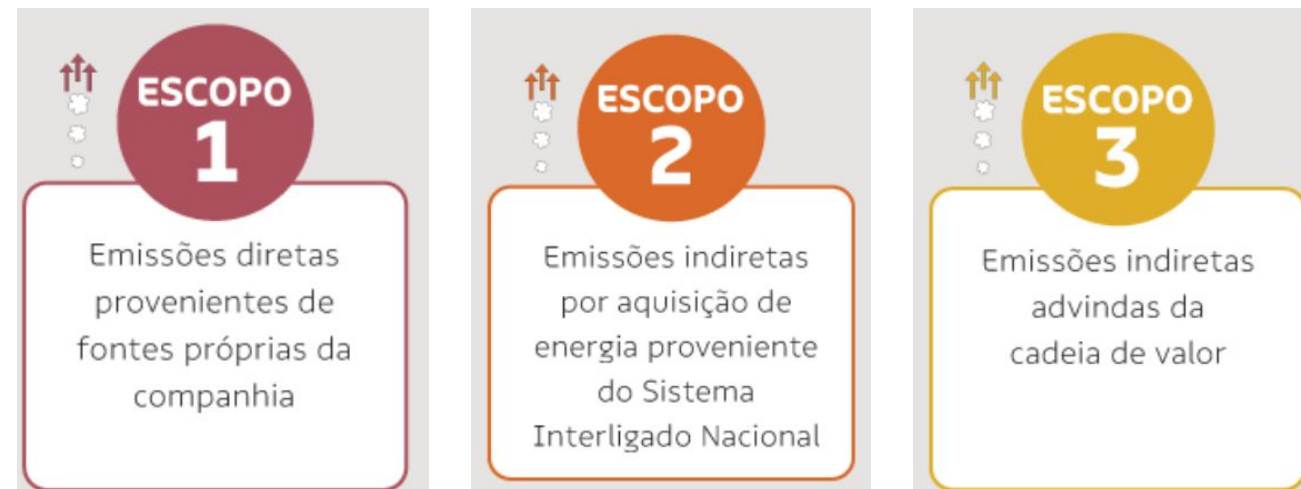 ESCOPO
1
Emissões diretas
provenientes de
fontes próprias da
companhia
ESCOPO
2
Emissões indiretas
por aquisição de
energia proveniente
do Sistema
Interligado Nacional
ESCOPO
3
Emissões indiretas
advindas da
cadeia de valor